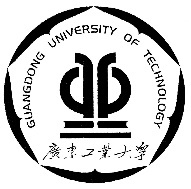 GUANGDONG UNIVERSITY OF TECHNOLOGY
廣東工業大學